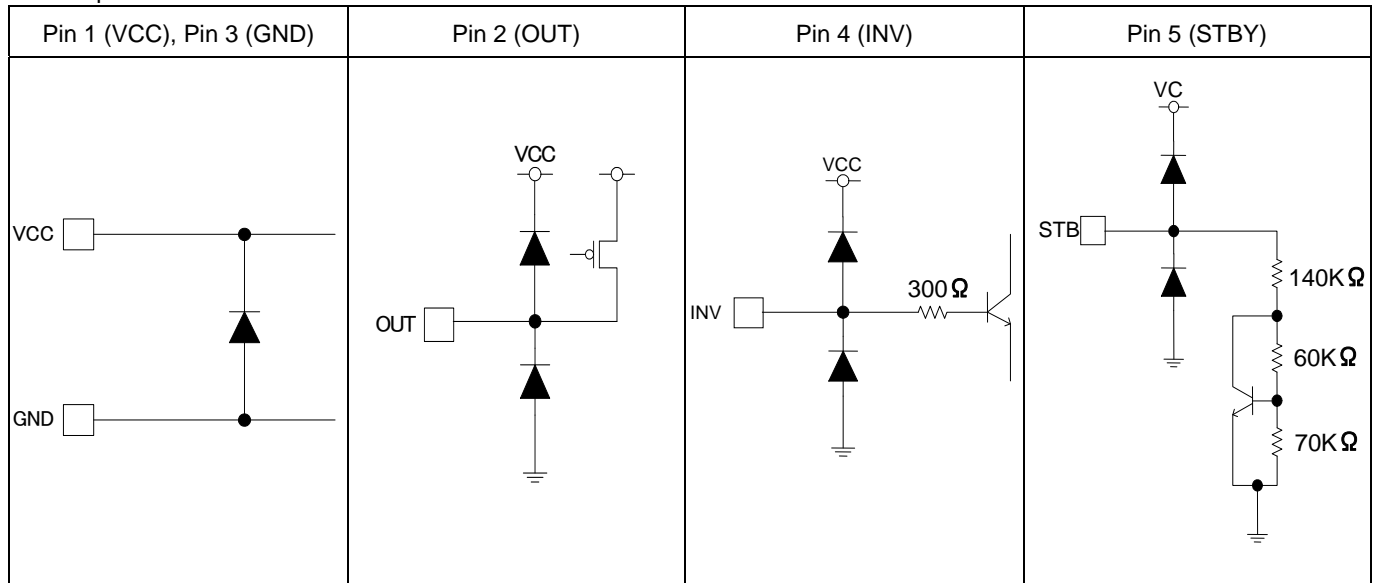 Pin 1 (VCC), Pin 3 (GND)
Pin 2 (OUT)
Pin 4 (INV)
Pin 5 (STBY)
VCC
GND
VCC
OUT
VCC
INV
300Ω
VC
STB
140KΩ
60KΩ
70KΩ